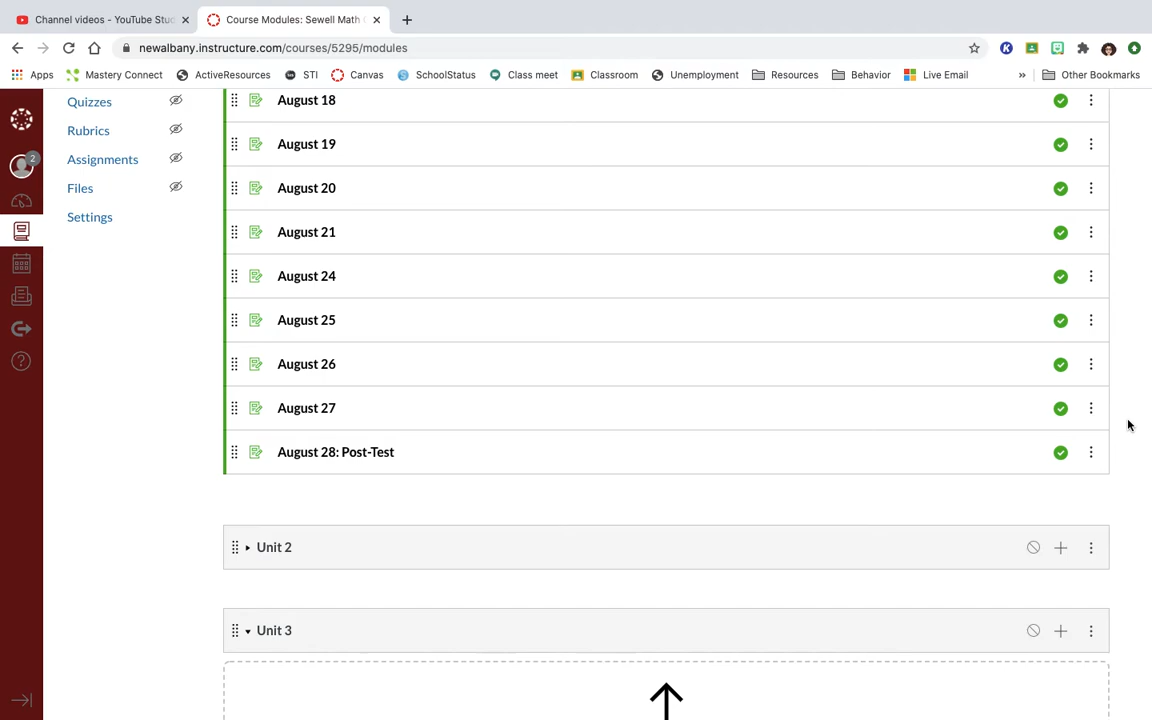 Channel videos - YouTube Stud
Course Modules: Sewell Math
newalbany.instructure.com/courses/5295/modules
Apps Mastery Connect ActiveResources STI Canvas SchoolStatus Class meet Classroom Unemployment Resources Behavior Live Email » Other Bookmarks
Quizzes
Rubrics
Assignments
Files
Settings
2
August 18
August 19
August 20
August 21
August 24
August 25
August 26
August 27
August 28: Post-Test
Unit 2
Unit 3